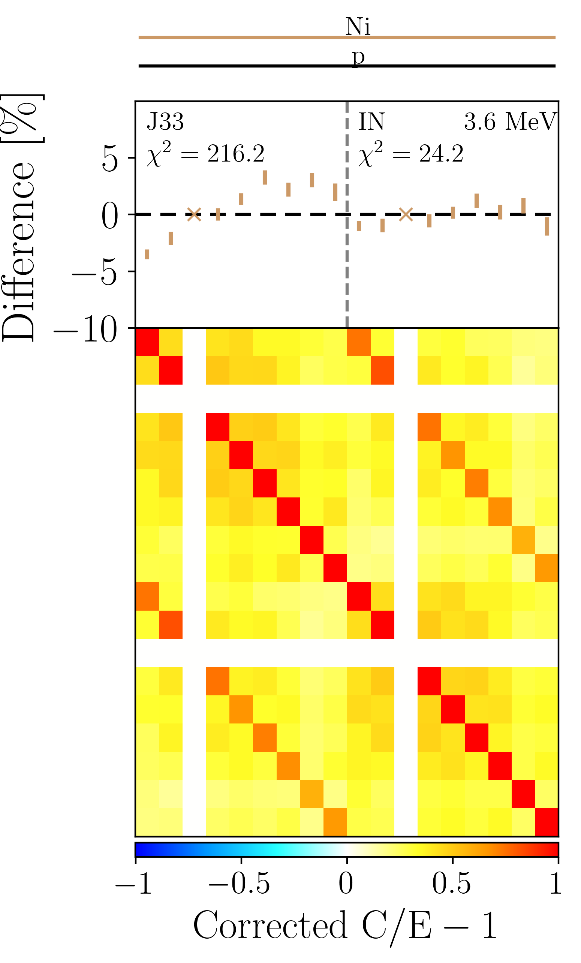 Ni
p
Difference [%]
5
0
−5
−10
J33
χ² = 216.2
IN
3.6 MeV
χ² = 24.2
−1
−0.5
0
0.5
1
Corrected C/E − 1